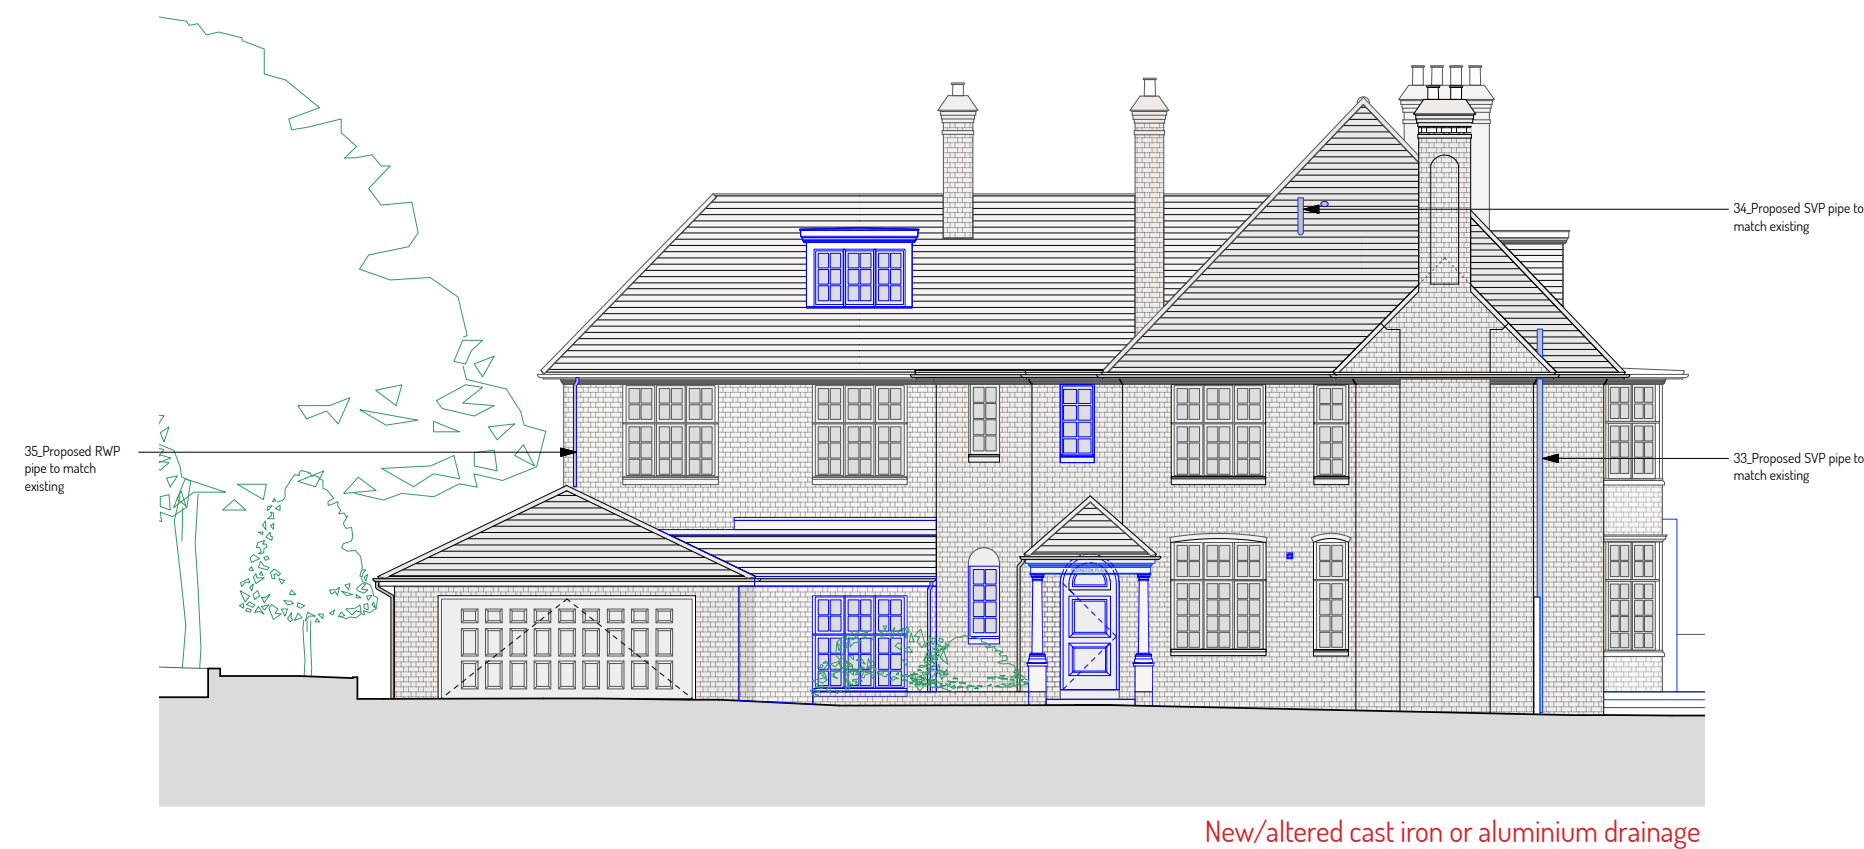 34_Proposed SVP pipe to
match existing
35_Proposed RWP
pipe to match
existing
33_Proposed SVP pipe to
match existing
New/altered cast iron or aluminium drainage